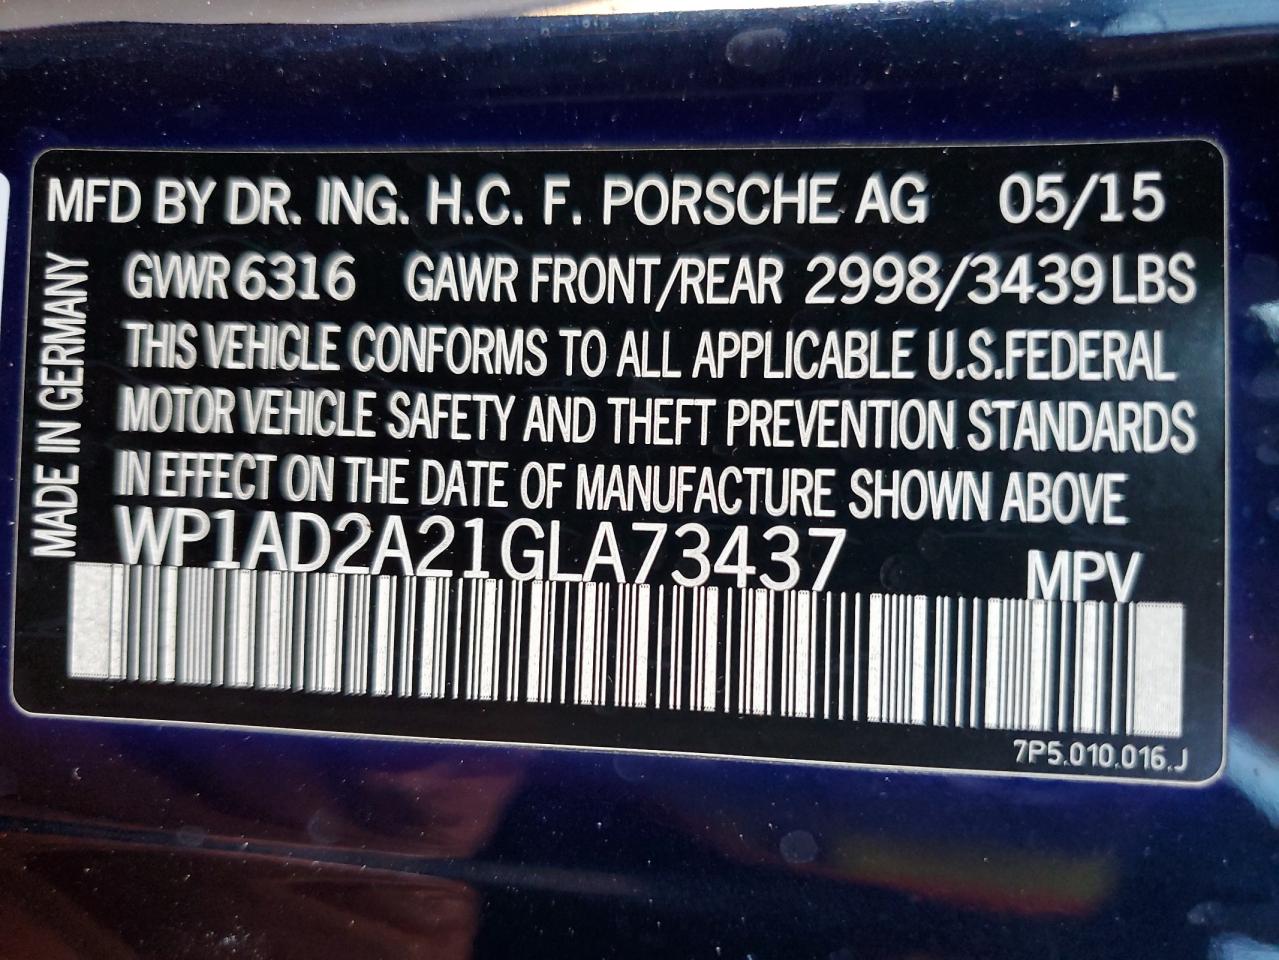 MFD BY DR. ING. H.C. F. PORSCHE AG 05/15
GVWR 6316 GAWR FRONT/REAR 2998/3439 LBS
THIS VEHICLE CONFORMS TO ALL APPLICABLE U.S.FEDERAL
MOTOR VEHICLE SAFETY AND THEFT PREVENTION STANDARDS
IN EFFECT ON THE DATE OF MANUFACTURE SHOWN ABOVE
WP1AD2A21GLA73437 MPV
7P5.010.016.J
MADE IN GERMANY